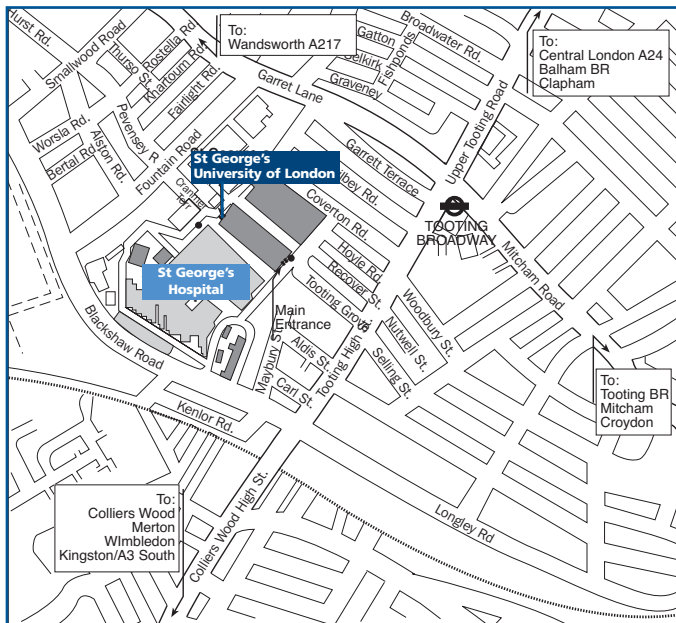 Hurst Rd.
Smallwood Road
Thurso St.
Rostella Rd.
Khartoum Rd.
Fairlight Rd.
Pevensey R
Worsla Rd.
Bertal Rd.
Alston Rd.
Fountain Road
To:
Wandsworth A217
Gatton
Selkirk
Graveney
Fishponds
Broadwater Rd.
To:
Central London A24
Balham BR
Clapham
Garret Lane
Upper Tooting Road
Garrett Terrace
St George's
University of London
Coverton Rd.
TOOTING
BROADWAY
Mitcham Road
St George's
Hospital
Hoyle Rd.
Recover St.
Tooting Grove
Woodbury St.
Nutwell St.
Selling St.
Main
Entrance
Aldis St.
Maybury St.
Tooting High St.
Carl St.
Blackshaw Road
Kenlor Rd.
To:
Tooting BR
Mitcham
Croydon
To:
Colliers Wood
Merton
WImbledon
Kingston/A3 South
Colliers Wood High St.
Longley Rd